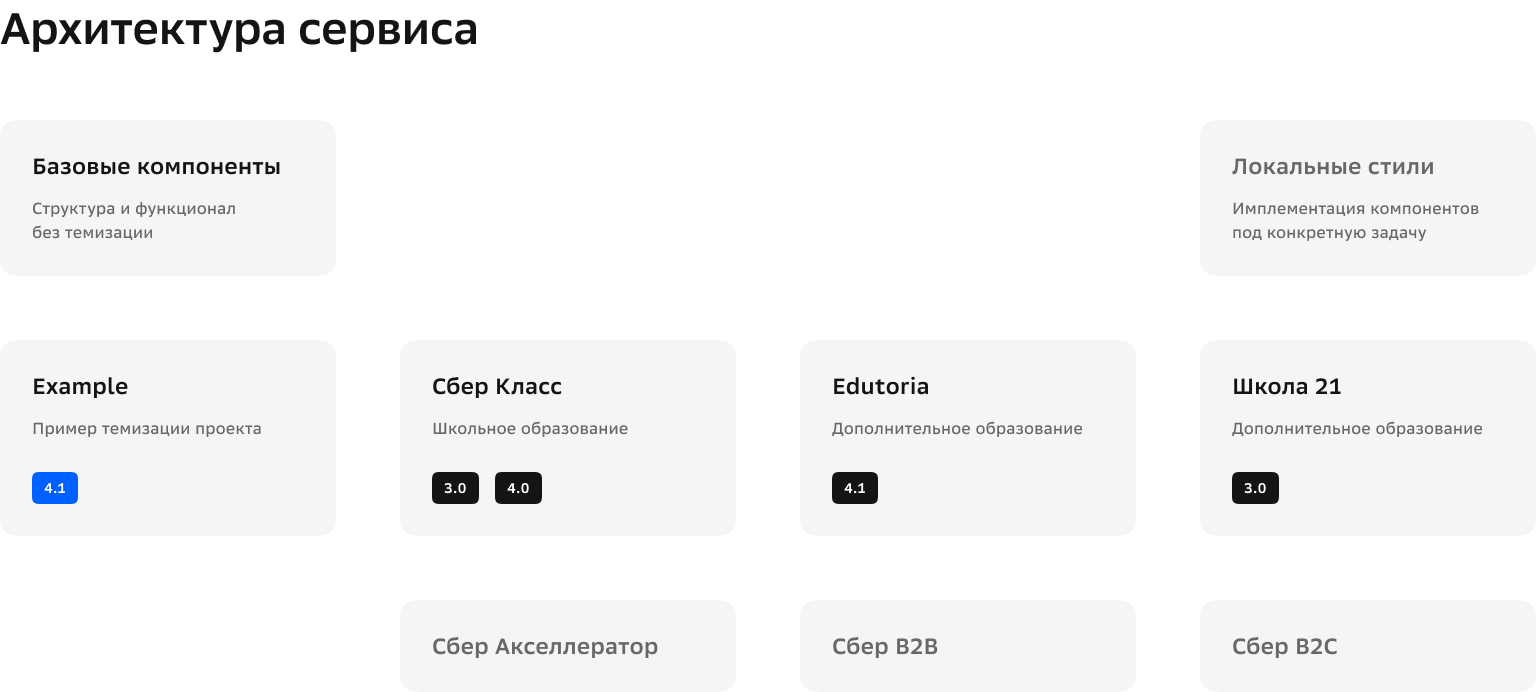 Архитектура сервиса
Базовые компоненты
Структура и функционал
без темизации
Локальные стили
Имплементация компонентов
под конкретную задачу
Example
Пример темизации проекта
4.1
Сбер Класс
Школьное образование
3.0 4.0
Edutoria
Дополнительное образование
4.1
Школа 21
Дополнительное образование
3.0
Сбер Акселлератор
Сбер B2B
Сбер B2C